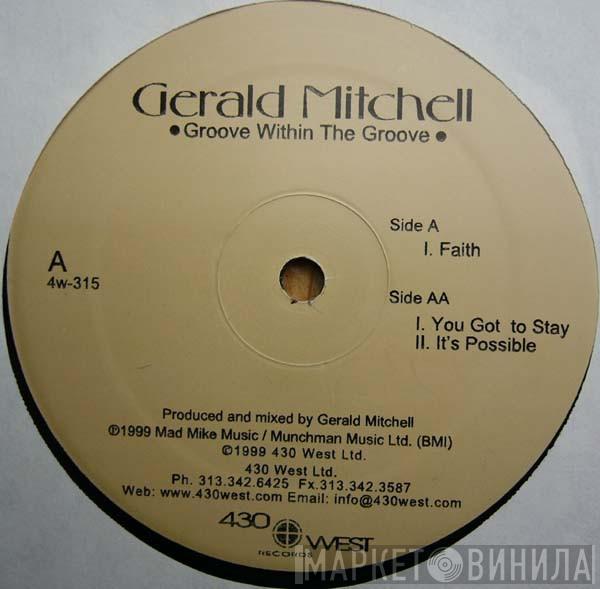 Gerald Mitchell
•Groove Within The Groove•
Side A
I. Faith
A
4w-315
Side AA
I. You Got to Stay
II. It's Possible
Produced and mixed by Gerald Mitchell
℗1999 Mad Mike Music / Munchman Music Ltd. (BMI)
©1999 430 West Ltd.
430 West Ltd.
Ph. 313.342.6425 Fx.313.342.3587
Web: www.430west.com Email: info@430west.com
430 WEST
RECORDS
МАРКЕТ ВИНИЛА